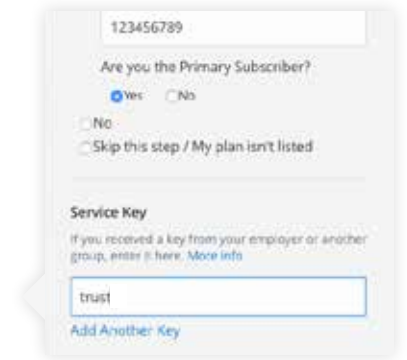 123456789
Are you the Primary Subscriber?
Yes No
No
Skip this step / My plan isn't listed
Service Key
If you received a key from your employer or another
group, enter it here. More info
trust
Add Another Key